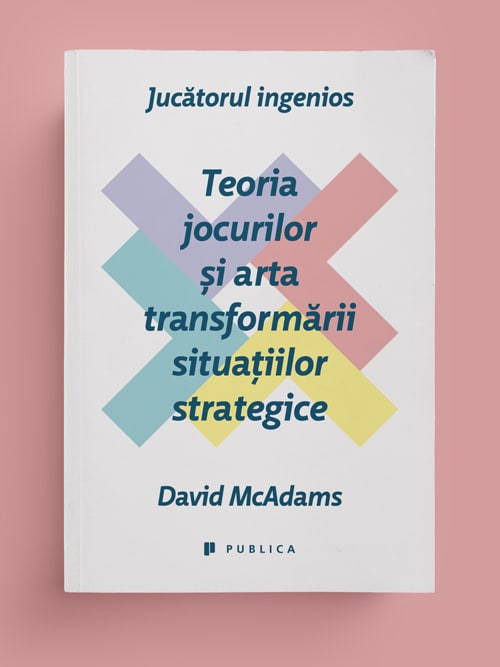 Jucătorul ingenios
Teoria
jocurilor
și arta
transformării
situațiilor
strategice
David McAdams
PUBLICA